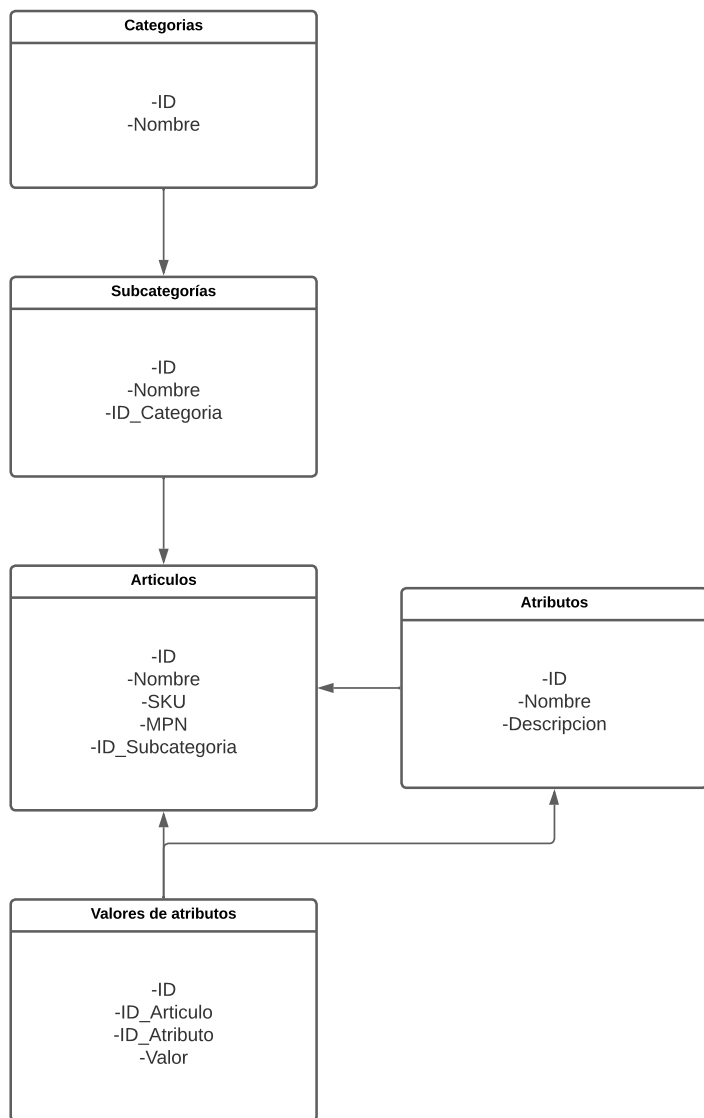 Categorias
-ID
-Nombre
Subcategorías
-ID
-Nombre
-ID_Categoria
Articulos
-ID
-Nombre
-SKU
-MPN
-ID_Subcategoria
Atributos
-ID
-Nombre
-Descripcion
Valores de atributos
-ID
-ID_Articulo
-ID_Atributo
-Valor